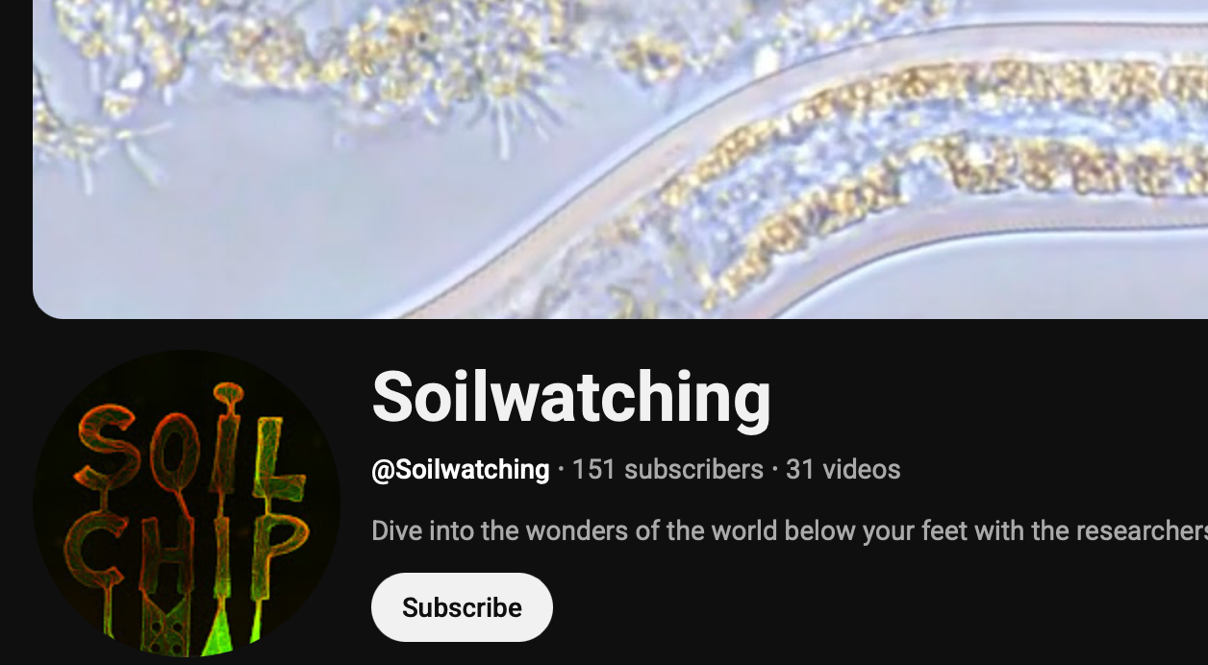 SOIL
CHIP
Soilwatching
@Soilwatching · 151 subscribers · 31 videos
Dive into the wonders of the world below your feet with the researchers
Subscribe